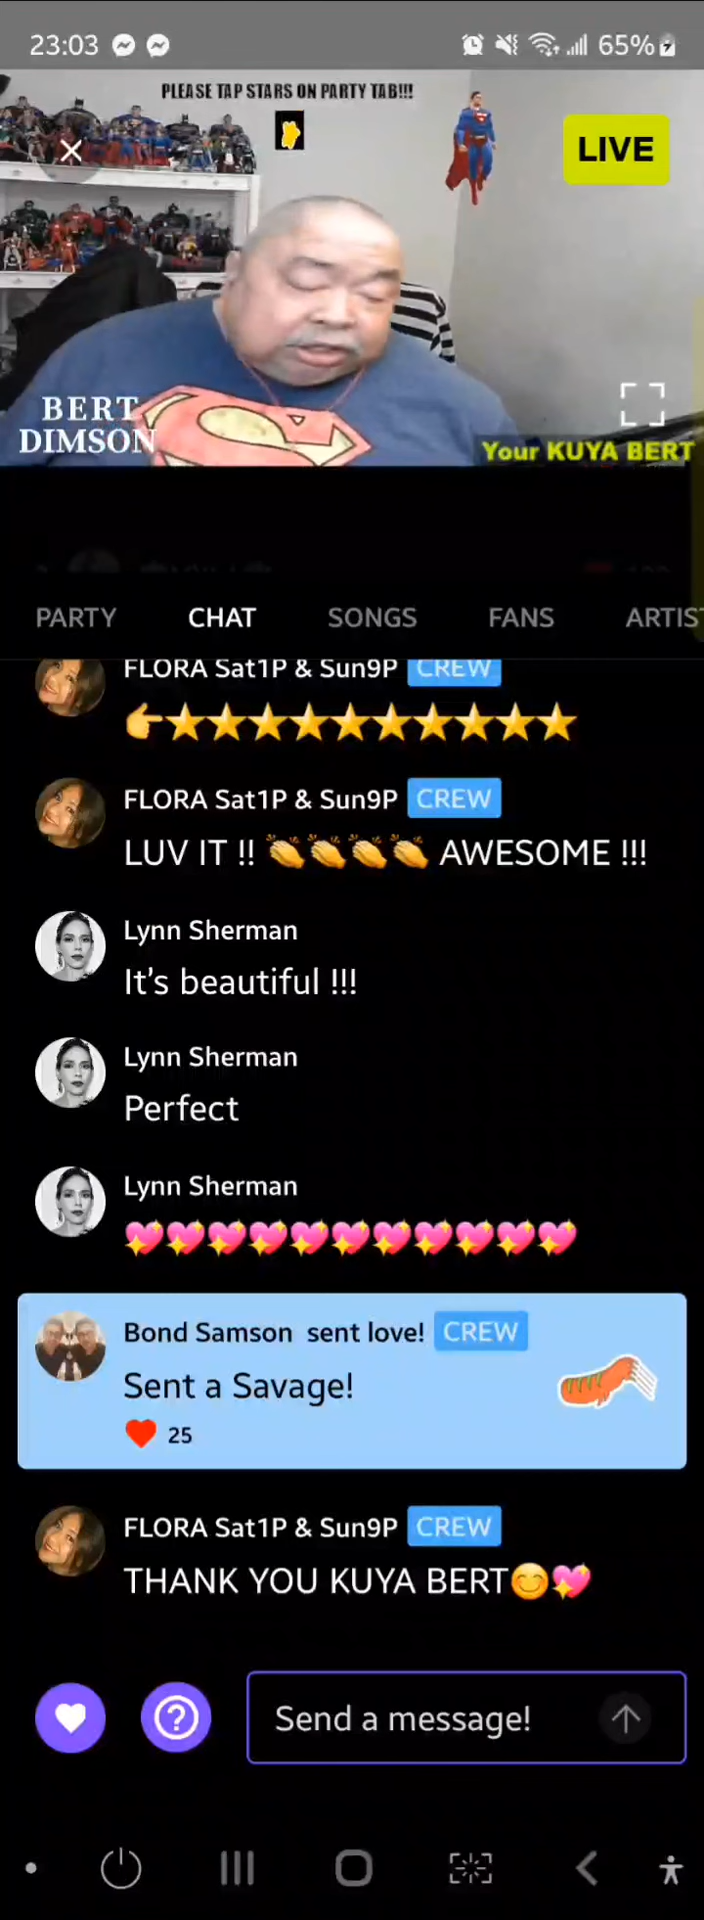 23:03
65%
PLEASE TAP STARS ON PARTY TAB!!!
LIVE
BERT
DIMSON
Your KUYA BERT
PARTY CHAT SONGS FANS ARTIS
FLORA Sat1P & Sun9P CREW
👉⭐⭐⭐⭐⭐⭐⭐⭐⭐⭐
FLORA Sat1P & Sun9P CREW
LUV IT !! 👏👏👏👏 AWESOME !!!
Lynn Sherman
It's beautiful !!!
Lynn Sherman
Perfect
Lynn Sherman
💖💖💖💖💖💖💖💖💖💖💖
Bond Samson sent love! CREW
Sent a Savage!
25
FLORA Sat1P & Sun9P CREW
THANK YOU KUYA BERT😊💖
Send a message!